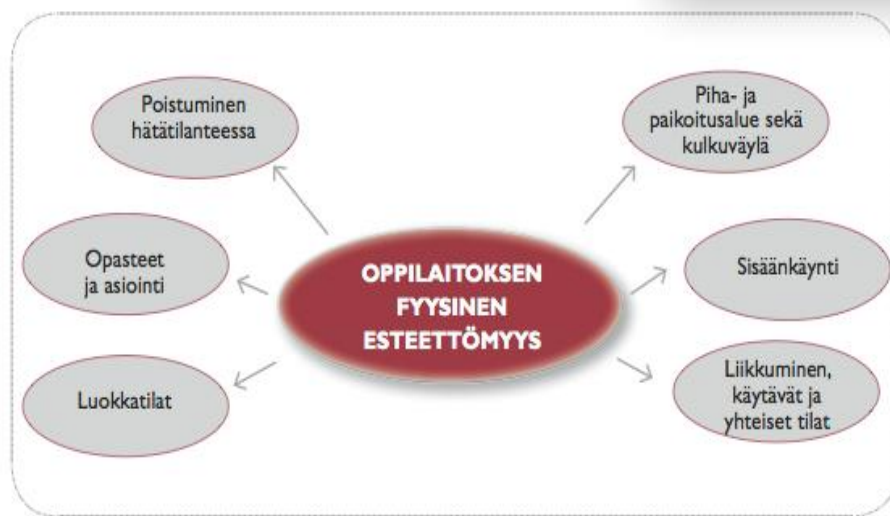 Poistuminen
hätätilanteessa
Piha- ja
paikoitusalue sekä
kulkuväylä
Opasteet
ja asiointi
OPPILAITOKSEN
FYYSINEN
ESTEETTÖMYYS
Sisäänkäynti
Luokkatilat
Liikkuminen,
käytävät ja
yhteiset tilat